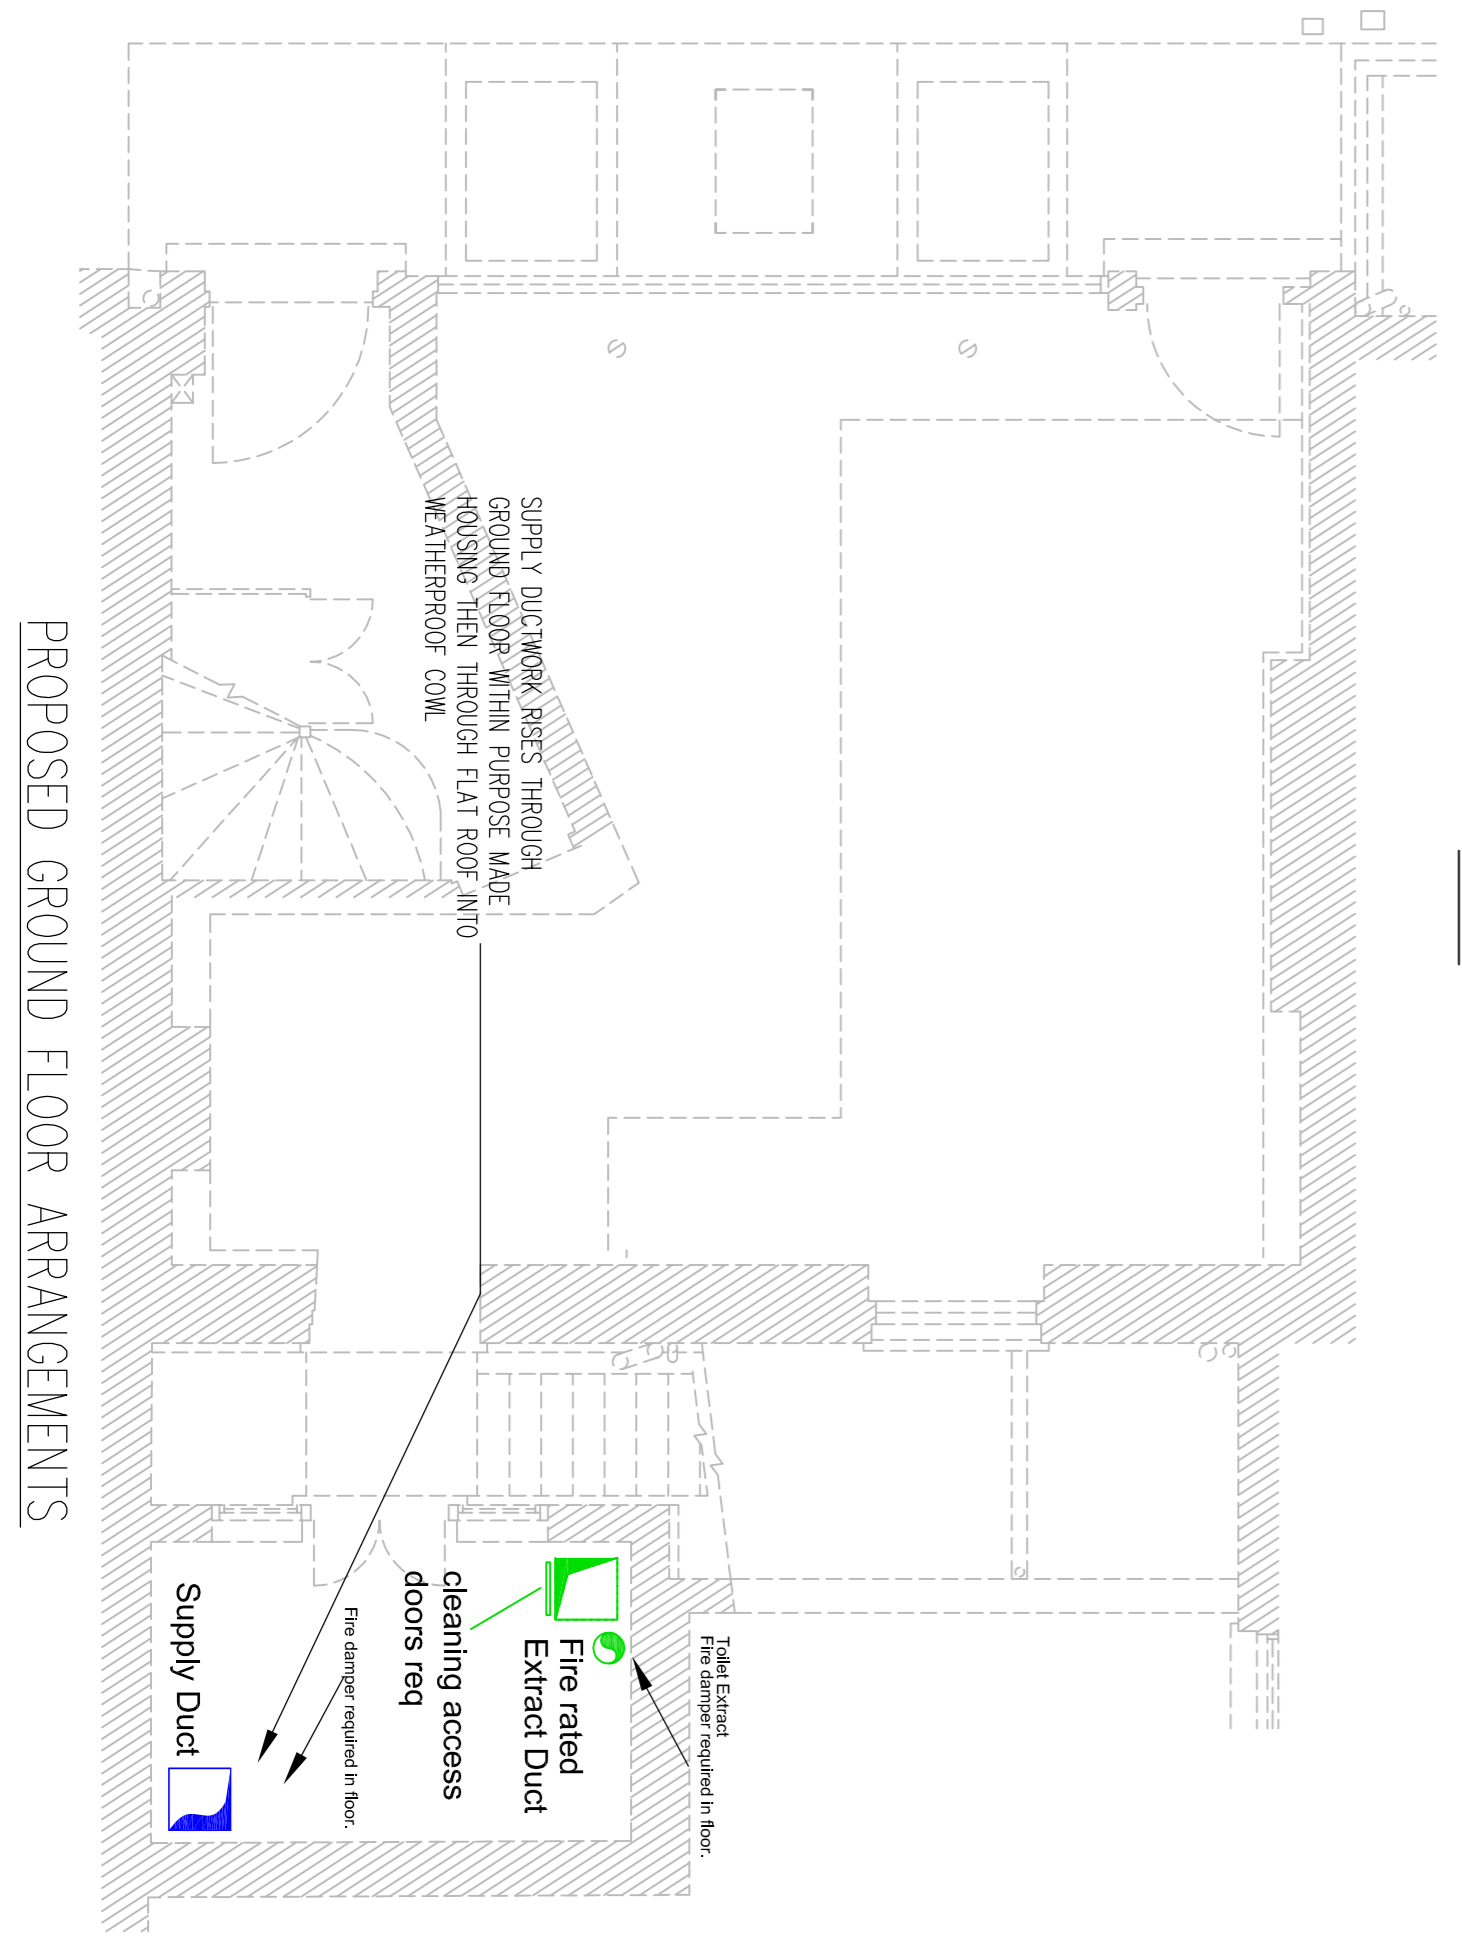 SUPPLY DUCTWORK RISES THROUGH
GROUND FLOOR WITHIN PURPOSE MADE
HOUSING THEN THROUGH FLAT ROOF INTO
WEATHERPROOF COWL
Toilet Extract
Fire damper required in floor.
Fire rated
Extract Duct
cleaning access
doors req
Fire damper required in floor.
Supply Duct
PROPOSED GROUND FLOOR ARRANGEMENTS